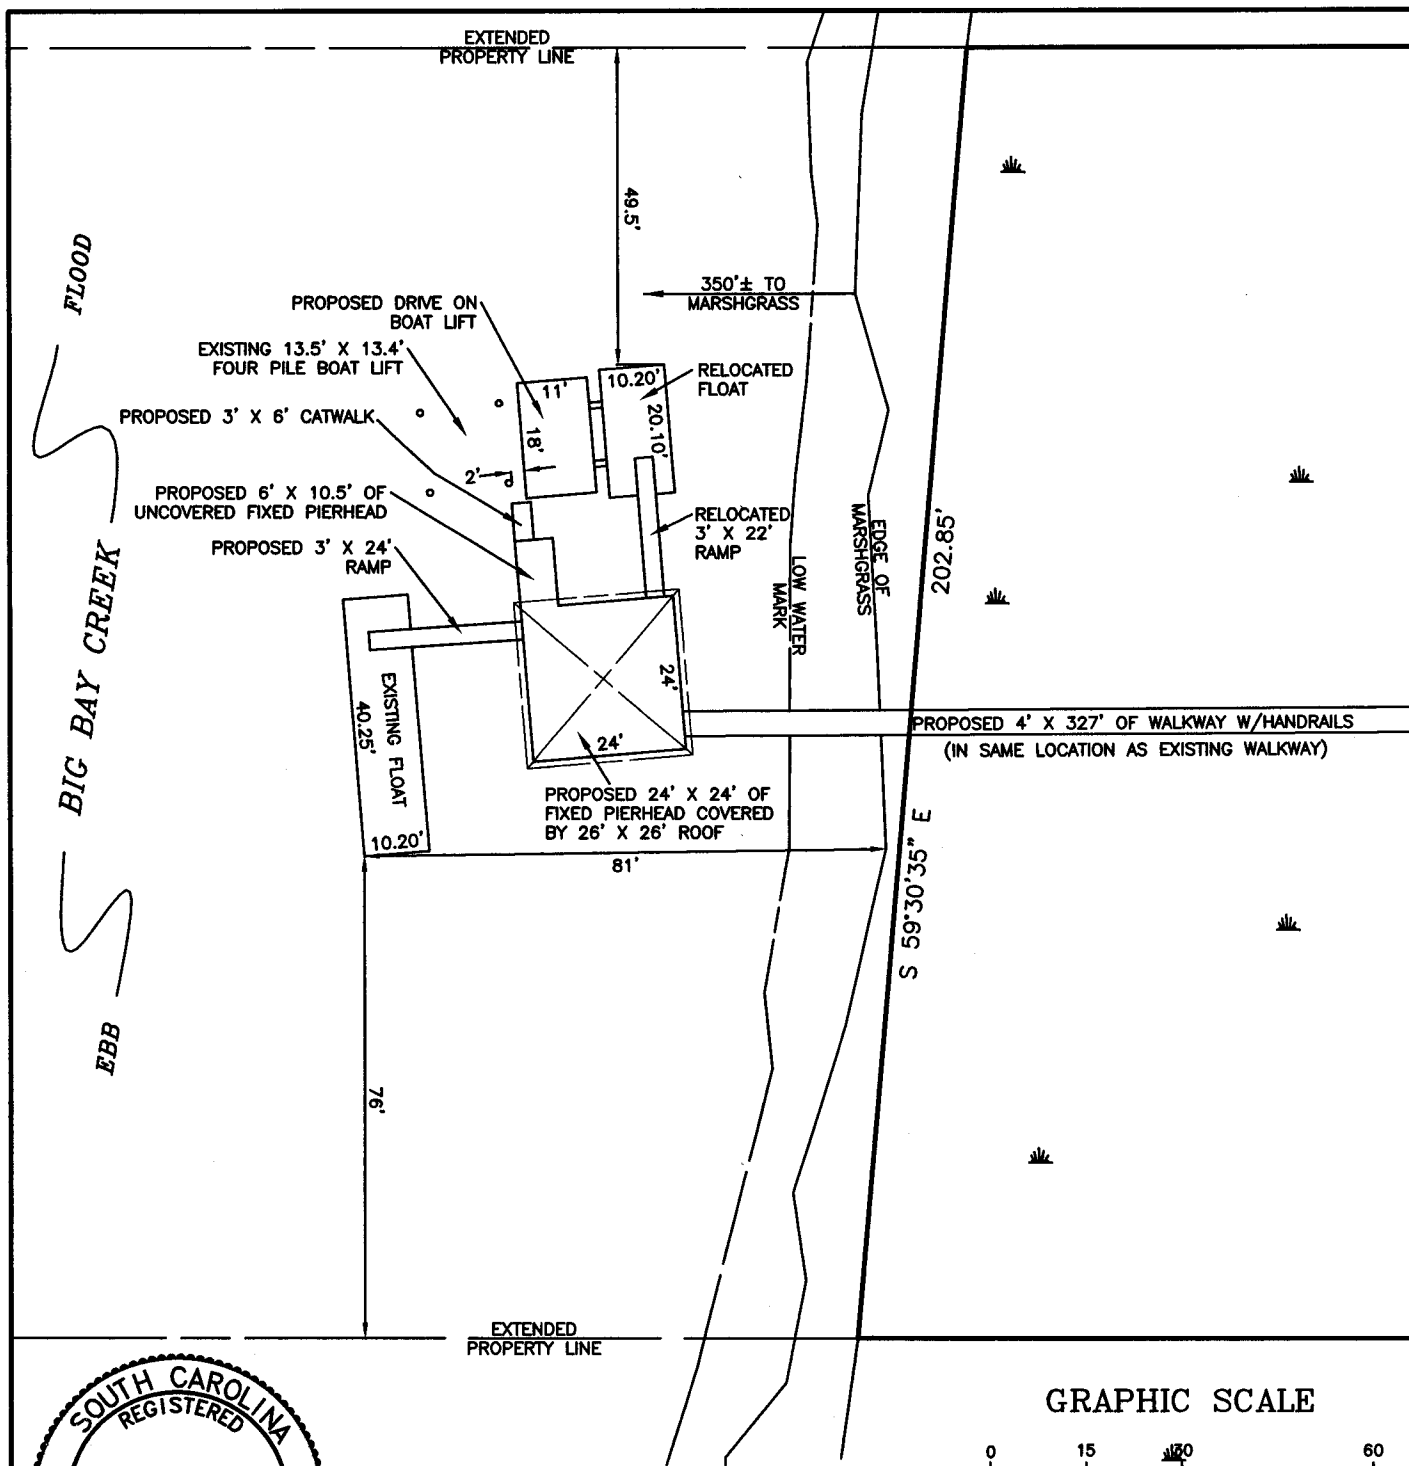 EXTENDED
PROPERTY LINE
49.5'
FLOOD
350'± TO
MARSHGRASS
PROPOSED DRIVE ON
BOAT LIFT
EXISTING 13.5' X 13.4'
FOUR PILE BOAT LIFT
RELOCATED
FLOAT
11'
10.20'
PROPOSED 3' X 6' CATWALK
18'
20.10'
2'
PROPOSED 6' X 10.5' OF
UNCOVERED FIXED PIERHEAD
RELOCATED
3' X 22'
RAMP
PROPOSED 3' X 24'
RAMP
LOW WATER
MARK
EDGE OF
MARSHGRASS
202.85'
BIG BAY CREEK
EXISTING FLOAT
40.25'
10.20'
24'
24'
PROPOSED 4' X 327' OF WALKWAY W/HANDRAILS
(IN SAME LOCATION AS EXISTING WALKWAY)
PROPOSED 24' X 24' OF
FIXED PIERHEAD COVERED
BY 26' X 26' ROOF
81'
S 59°30'35" E
EBB
76'
EXTENDED
PROPERTY LINE
SOUTH CAROLINA
REGISTERED
GRAPHIC SCALE
0 15 30 60